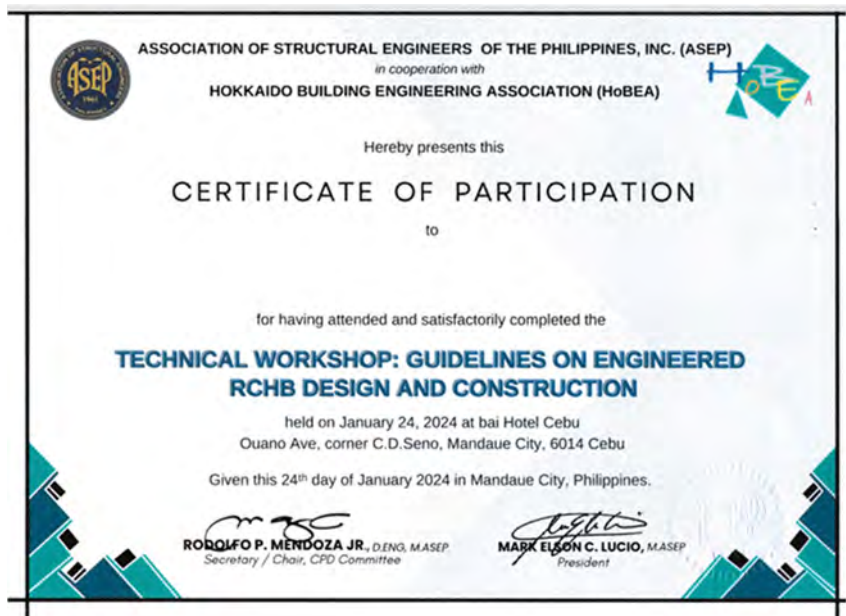 ASSOCIATION OF STRUCTURAL ENGINEERS OF THE PHILIPPINES, INC. (ASEP)
in cooperation with
HOKKAIDO BUILDING ENGINEERING ASSOCIATION (HoBEA)
ASEP
1961
HoBEA
Hereby presents this
CERTIFICATE OF PARTICIPATION
to
for having attended and satisfactorily completed the
TECHNICAL WORKSHOP: GUIDELINES ON ENGINEERED
RCHB DESIGN AND CONSTRUCTION
held on January 24, 2024 at bai Hotel Cebu
Ouano Ave, corner C.D.Seno, Mandaue City, 6014 Cebu
Given this 24th day of January 2024 in Mandaue City, Philippines.
RODOLFO P. MENDOZA JR., D.ENG, M.ASEP
Secretary / Chair, CPD Committee
MARK ELSON C. LUCIO, M.ASEP
President